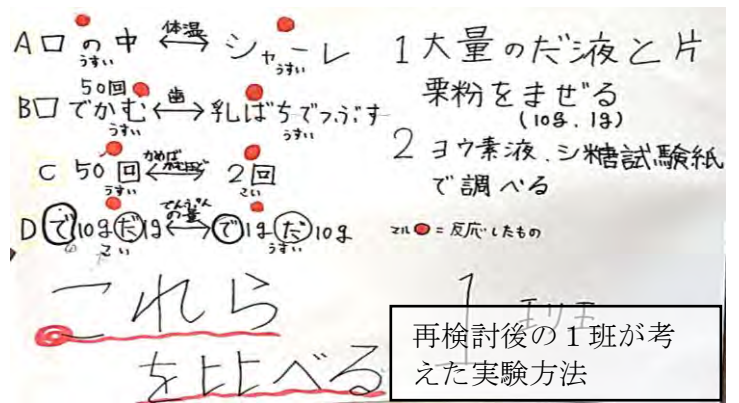 A口の中 ⟷ シャーレ
体温
うすい
うすい
B口 50回でかむ ⟷ 乳ばちでつぶす
歯
うすい
うすい
C 50回 ⟷ 2回
うすい
こい
D でo10gだ1g ⟷ で1gだ10g
でんぷんの量
こい
うすい
これら
を比べる
1 大量のだ液と片
栗粉をまぜる
(10g、1g)
2 ヨウ素液、シ糖試験紙
で調べる
マル●=反応したもの
1 班
再検討後の1班が考
えた実験方法